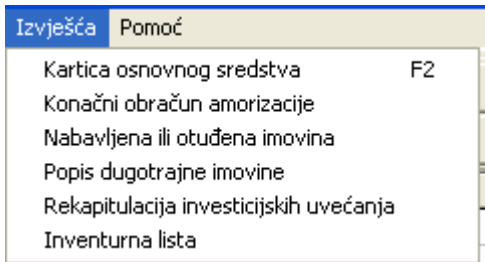 Izvješća Pomoć
Kartica osnovnog sredstva F2
Konačni obračun amorizacije
Nabavljena ili otuđena imovina
Popis dugotrajne imovine
Rekapitulacija investicijskih uvećanja
Inventurna lista